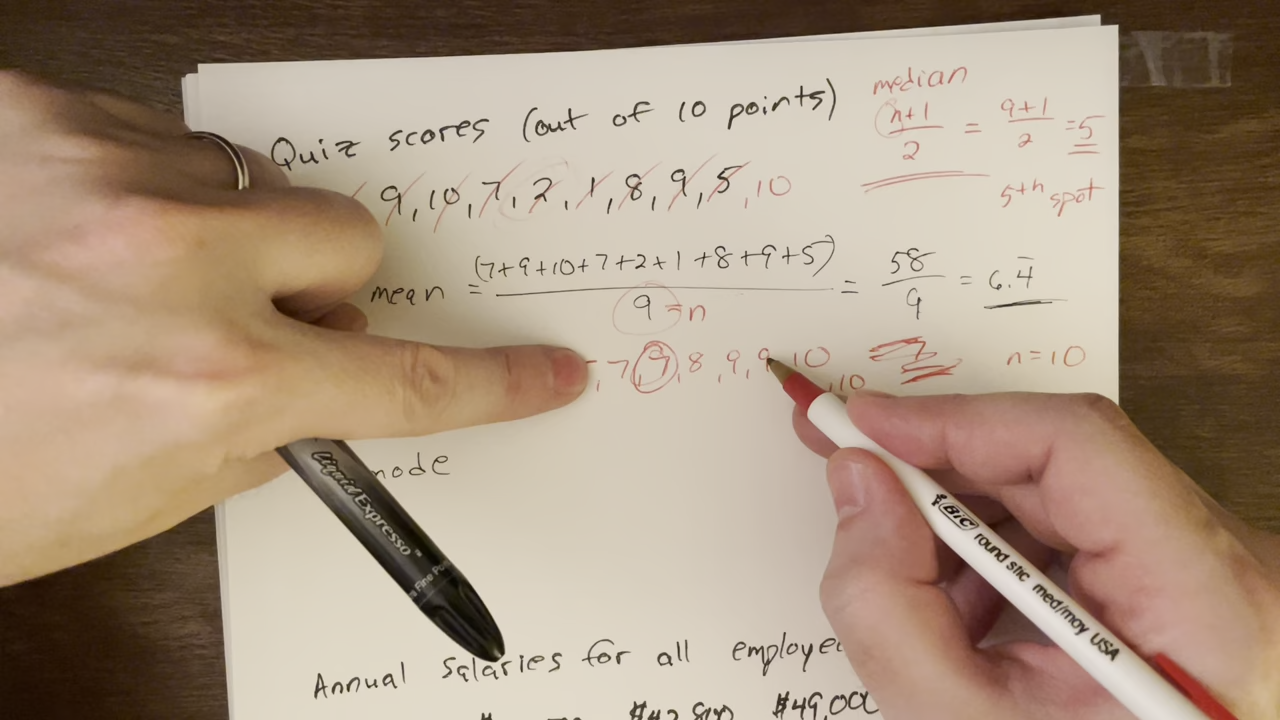 median
Quiz scores (out of 10 points)
n+1/2 = 9+1/2 = 5
9, 10, 7, 2, 1, 8, 9, 5, 10
5th spot
mean = (7+9+10+7+2+1+8+9+5)/9 = 58/9 = 6.4̅
= n
, 7, 7, 8, 9, 9, 10
, 10
n = 10
mode
Liquid Expresso™
Fine
BIC round stic med/moy USA
Annual Salaries for all
$49,000